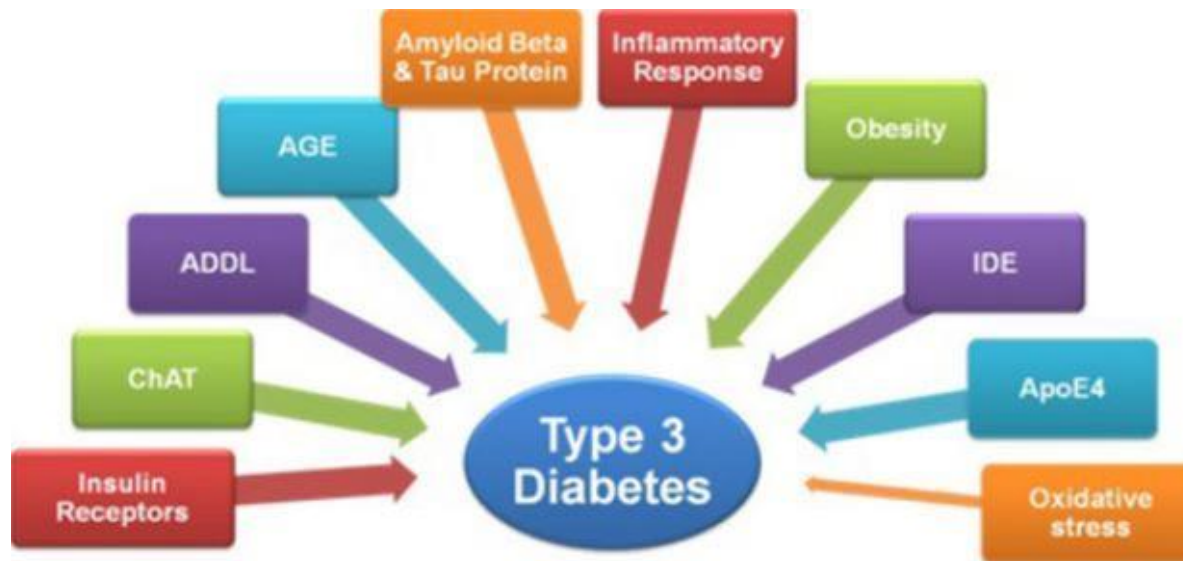 Amyloid Beta
& Tau Protein
Inflammatory
Response
AGE
Obesity
ADDL
IDE
ChAT
ApoE4
Insulin
Receptors
Type 3
Diabetes
Oxidative
stress